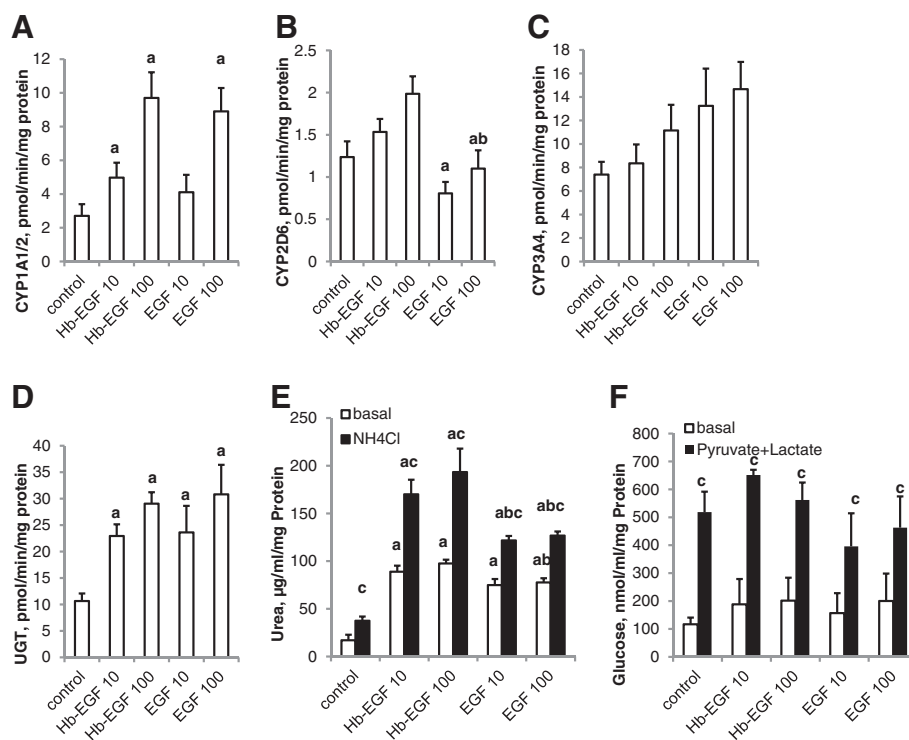 A
CYP1A1/2, pmol/min/mg protein
12
10
8
6
4
2
0
a
a
a
control
Hb-EGF 10
Hb-EGF 100
EGF 10
EGF 100
B
CYP2D6, pmol/min/mg protein
2.5
2
1.5
1
0.5
0
a
ab
control
Hb-EGF 10
Hb-EGF 100
EGF 10
EGF 100
C
CYP3A4, pmol/min/mg protein
18
16
14
12
10
8
6
4
2
0
control
Hb-EGF 10
Hb-EGF 100
EGF 10
EGF 100
D
UGT, pmol/min/mg protein
40
35
30
25
20
15
10
5
0
a
a
a
a
control
Hb-EGF 10
Hb-EGF 100
EGF 10
EGF 100
E
basal
NH4Cl
Urea, µg/ml/mg Protein
250
200
150
100
50
0
c
a
ac
a
ac
a
abc
ab
abc
control
Hb-EGF 10
Hb-EGF 100
EGF 10
EGF 100
F
basal
Pyruvate+Lactate
Glucose, nmol/ml/mg Protein
800
700
600
500
400
300
200
100
0
c
c
c
c
c
control
Hb-EGF 10
Hb-EGF 100
EGF 10
EGF 100